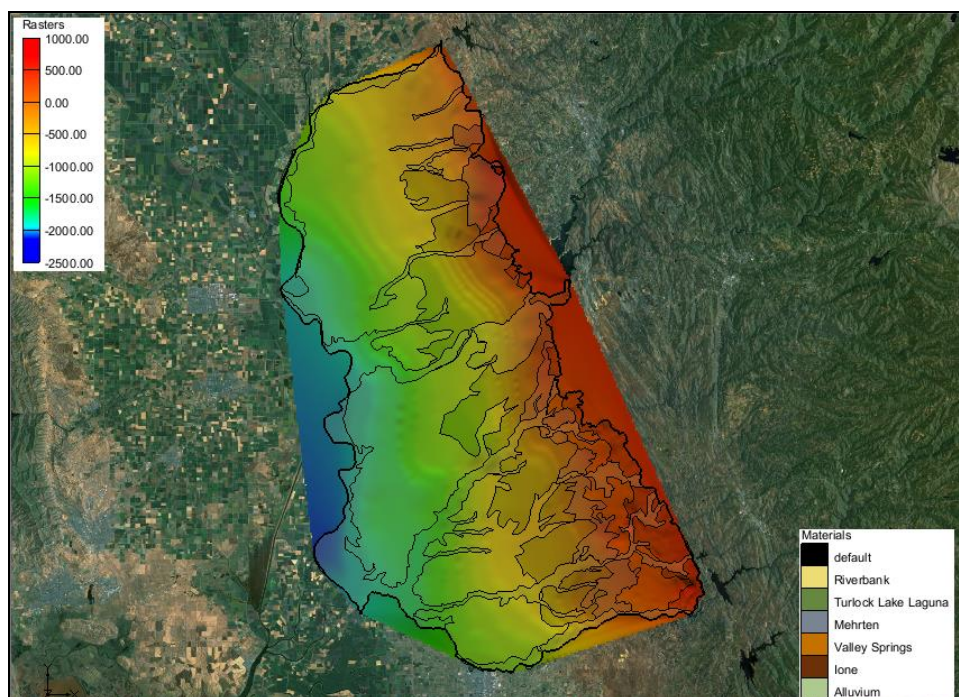 Rasters
1000.00
500.00
0.00
-500.00
-1000.00
-1500.00
-2000.00
-2500.00
Materials
default
Riverbank
Turlock Lake Laguna
Mehrten
Valley Springs
Ione
Alluvium